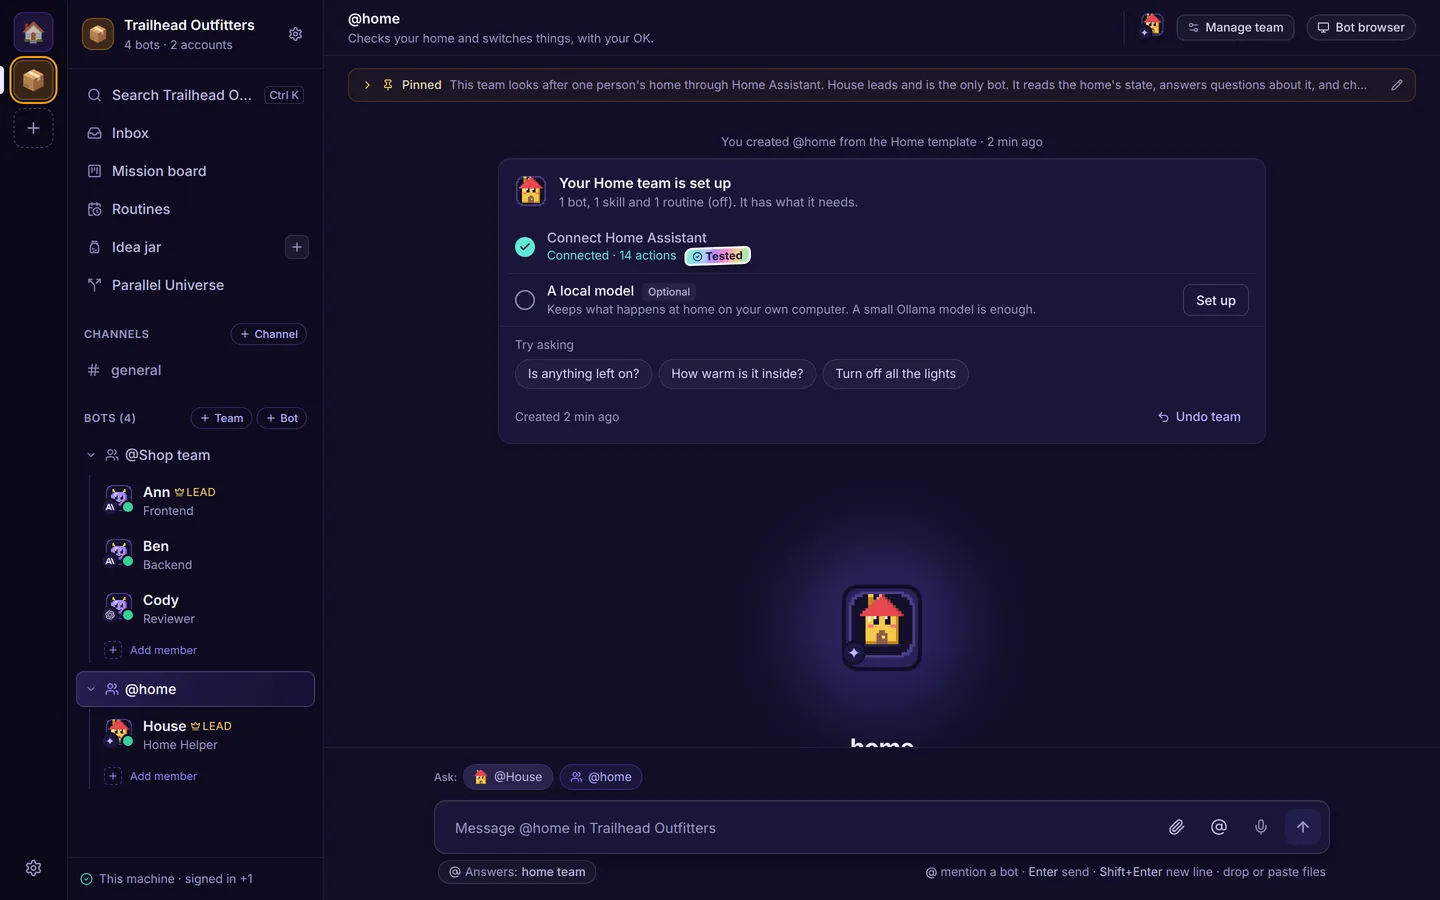 Trailhead Outfitters
4 bots · 2 accounts
Search Trailhead O... Ctrl K
Inbox
Mission board
Routines
Idea jar
Parallel Universe
CHANNELS + Channel
# general
BOTS (4) + Team + Bot
@Shop team
Ann LEAD
Frontend
Ben
Backend
Cody
Reviewer
+ Add member
@home
House LEAD
Home Helper
+ Add member
This machine · signed in +1
@home
Checks your home and switches things, with your OK.
Manage team
Bot browser
Pinned This team looks after one person's home through Home Assistant. House leads and is the only bot. It reads the home's state, answers questions about it, and ch...
You created @home from the Home template · 2 min ago
Your Home team is set up
1 bot, 1 skill and 1 routine (off). It has what it needs.
Connect Home Assistant
Connected · 14 actions Tested
A local model Optional
Keeps what happens at home on your own computer. A small Ollama model is enough.
Set up
Try asking
Is anything left on? How warm is it inside? Turn off all the lights
Created 2 min ago Undo team
home
Ask: @House @home
Message @home in Trailhead Outfitters
@ Answers: home team
@ mention a bot · Enter send · Shift+Enter new line · drop or paste files